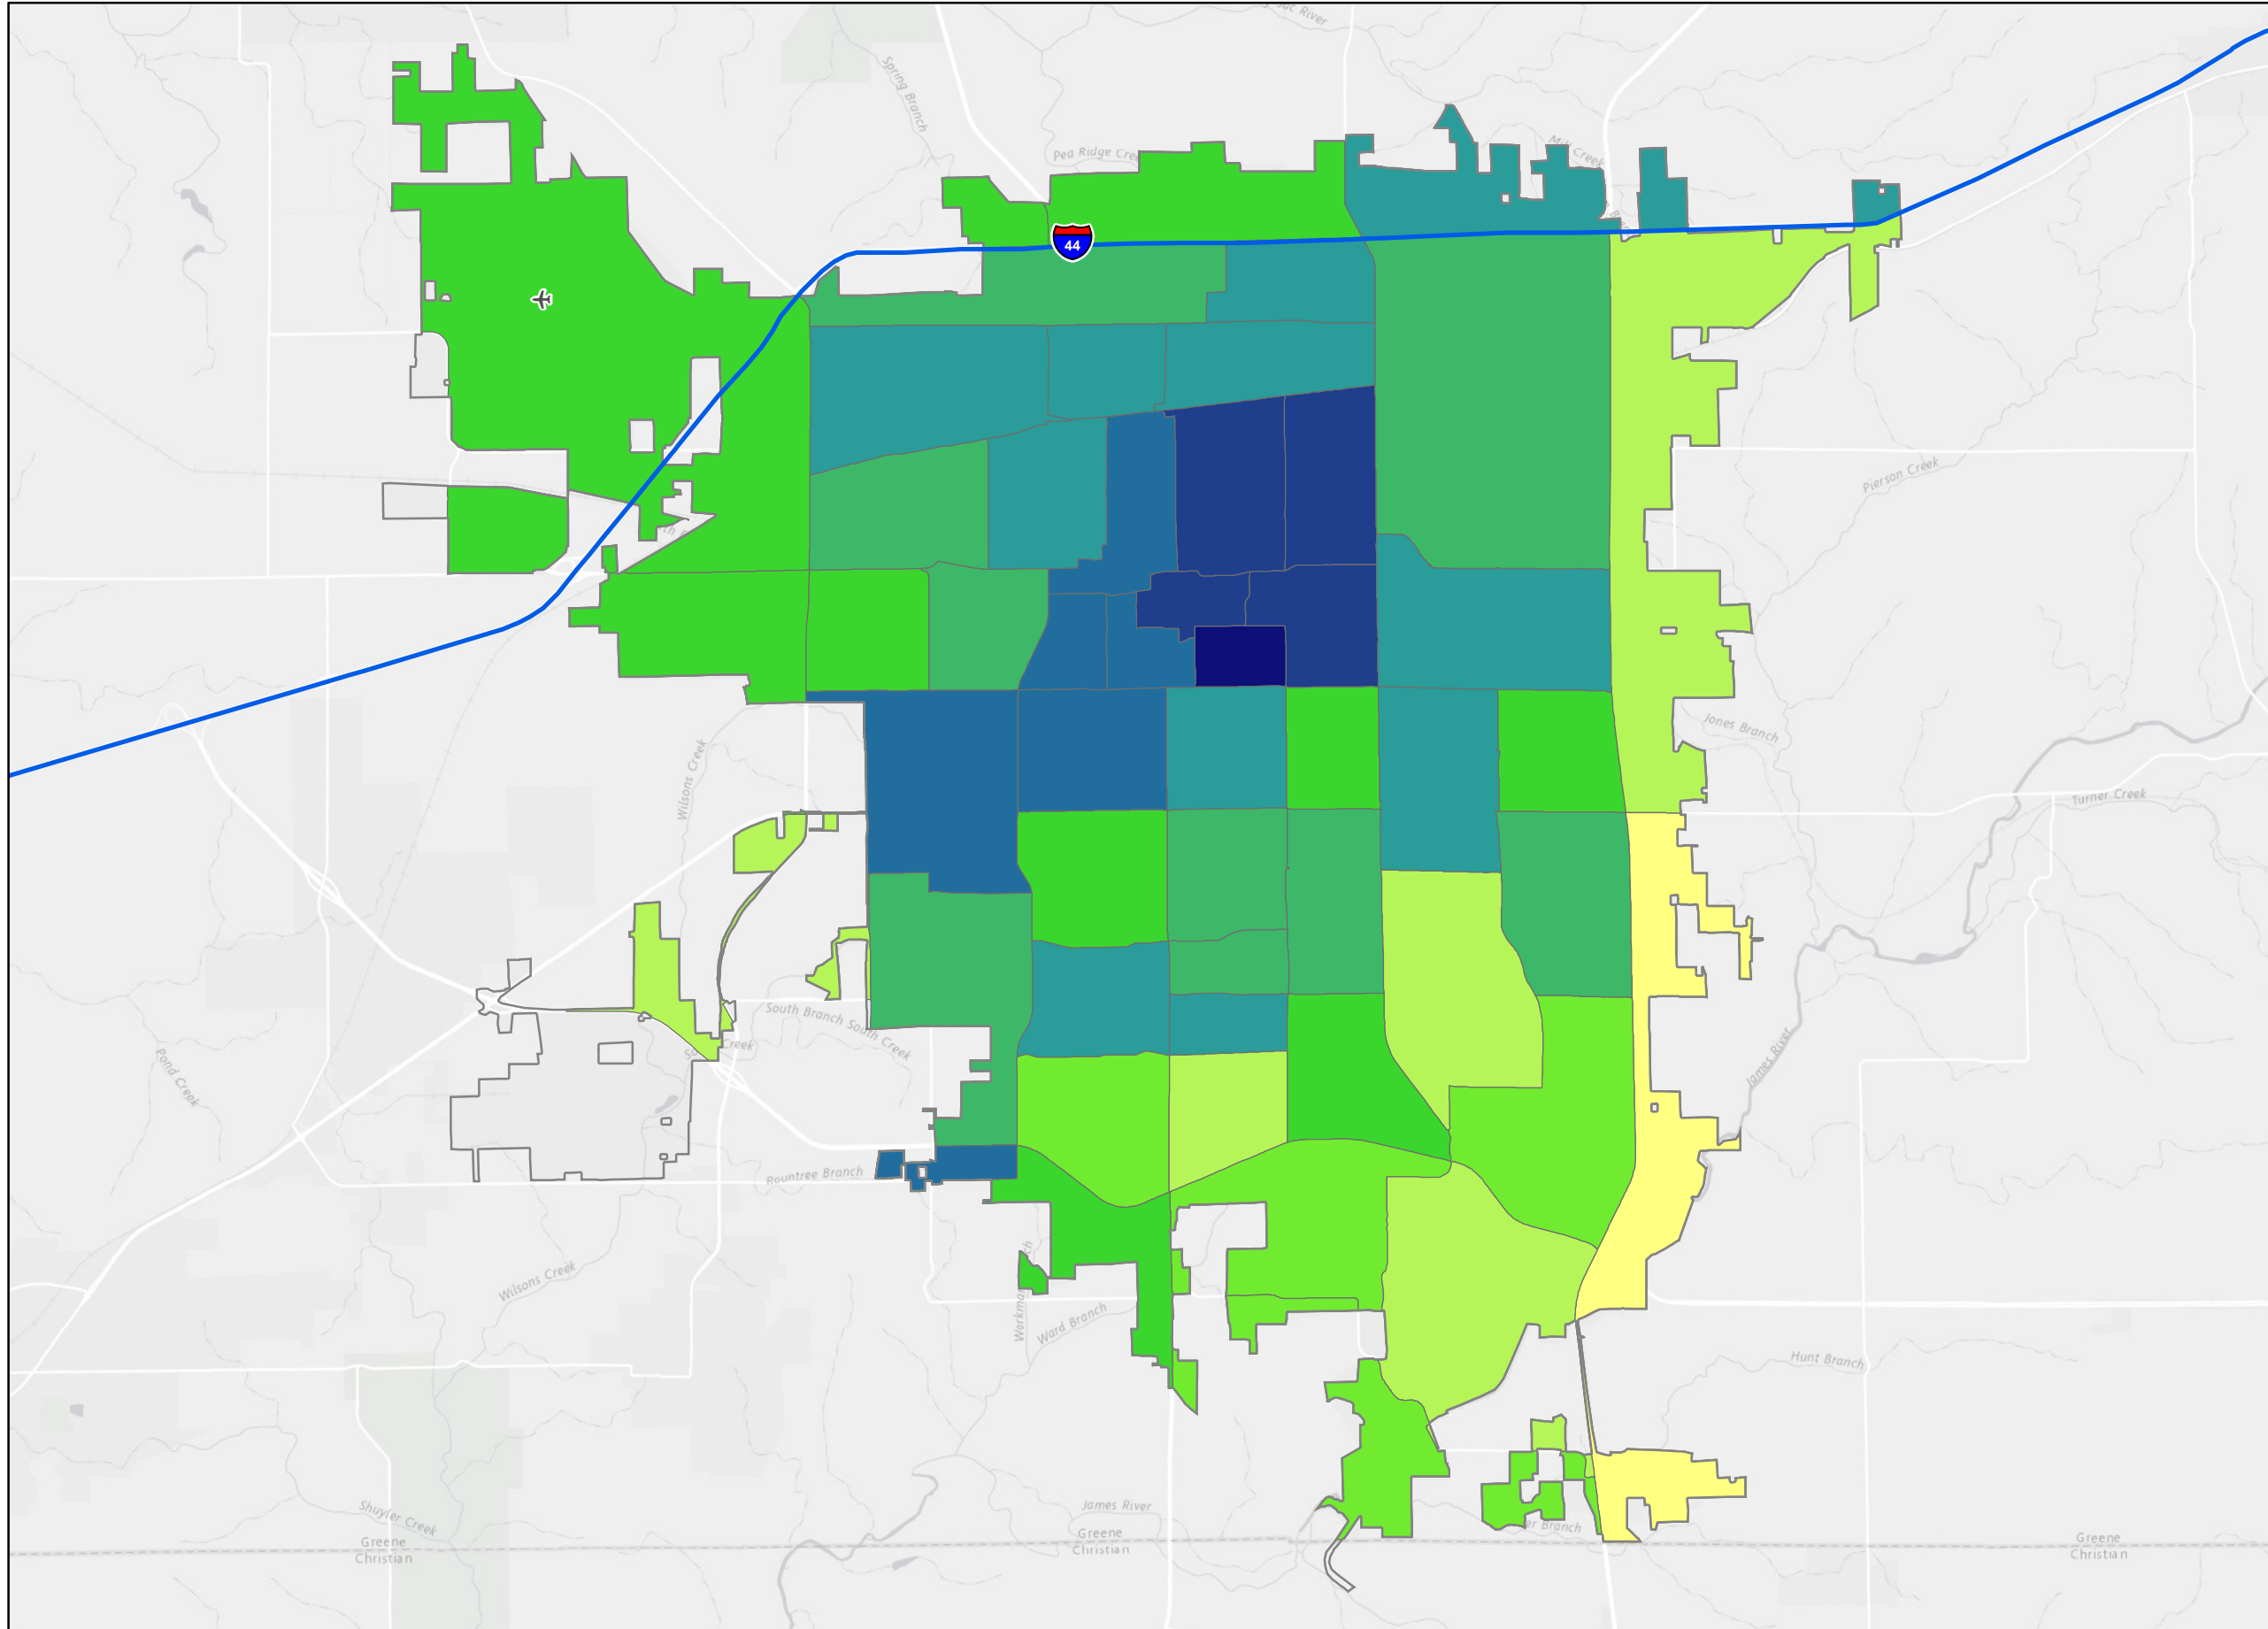 Spring Branch
Pea Ridge Cree
44
Pierson Creek
Jones Branch
Turner Creek
Wilsons Creek
South Branch South Creek
Creek
Pond Creek
James River
Rountree Branch
Wilsons Creek
Ward Branch
Hunt Branch
Shuyler Creek
James River
Branch
Greene
Christian
Greene
Christian
Greene
Christian